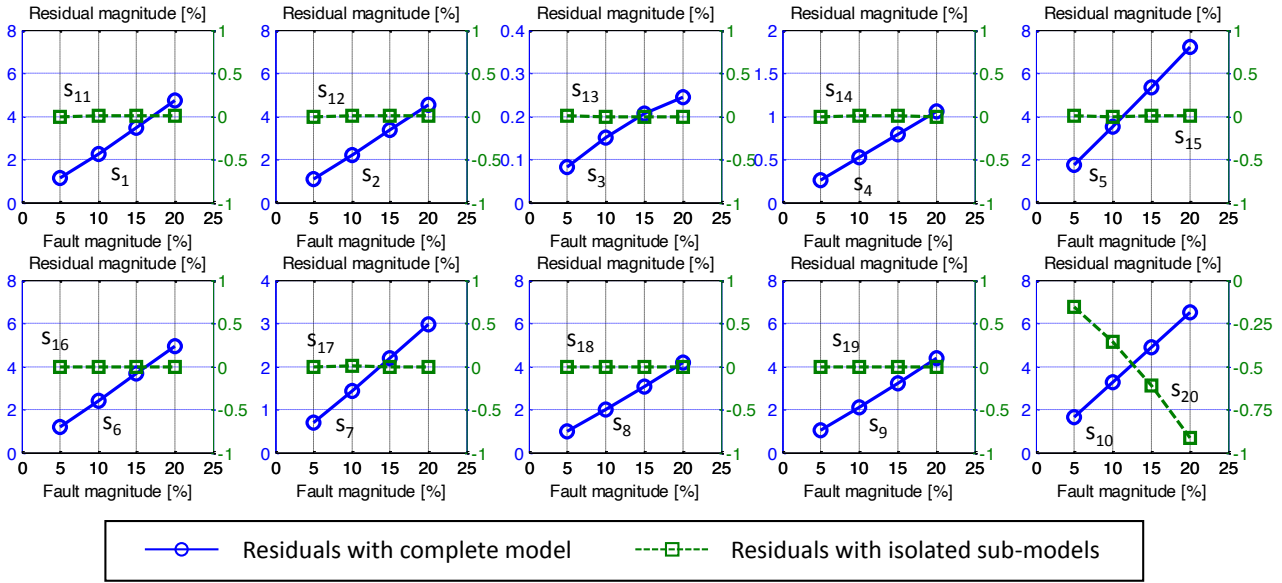 Residual magnitude [%] Residual magnitude [%] Residual magnitude [%] Residual magnitude [%] Residual magnitude [%]
8 1 8 1 0.4 1 2 1 8 1
6 0.5 6 0.5 0.3 0.5 1.5 0.5 6 0.5
s11 s12 s13 s14
4 0 4 0 0.2 0 1 0 4 0
s15
2 -0.5 2 -0.5 0.1 -0.5 0.5 -0.5 2 -0.5
s1 s2 s3 s4 s5
0 -1 0 -1 0 -1 0 -1 0 -1
0 5 10 15 20 25 0 5 10 15 20 25 0 5 10 15 20 25 0 5 10 15 20 25 0 5 10 15 20 25
Fault magnitude [%] Fault magnitude [%] Fault magnitude [%] Fault magnitude [%] Fault magnitude [%]
Residual magnitude [%] Residual magnitude [%] Residual magnitude [%] Residual magnitude [%] Residual magnitude [%]
8 1 4 1 8 1 8 1 8 0
6 0.5 3 0.5 6 0.5 6 0.5 6 -0.25
s16 s17 s18 s19
4 0 2 0 4 0 4 0 4 -0.5
s20
2 -0.5 1 -0.5 2 -0.5 2 -0.5 2 -0.75
s6 s7 s8 s9 s10
0 -1 0 -1 0 -1 0 -1 0 -1
0 5 10 15 20 25 0 5 10 15 20 25 0 5 10 15 20 25 0 5 10 15 20 25 0 5 10 15 20 25
Fault magnitude [%] Fault magnitude [%] Fault magnitude [%] Fault magnitude [%] Fault magnitude [%]
Residuals with complete model Residuals with isolated sub-models